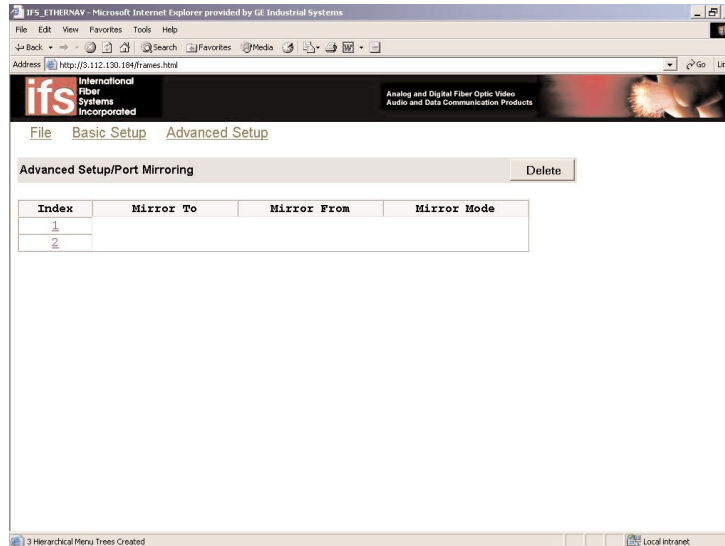 IFS_ETHERNAV - Microsoft Internet Explorer provided by GE Industrial Systems
File Edit View Favorites Tools Help
Back Search Favorites Media
Address http://3.112.130.184/frames.html Go Lin
ifs International
Fiber
Systems
Incorporated
Analog and Digital Fiber Optic Video
Audio and Data Communication Products
File Basic Setup Advanced Setup
Advanced Setup/Port Mirroring Delete
Index Mirror To Mirror From Mirror Mode
1
2
3 Hierarchical Menu Trees Created Local intranet